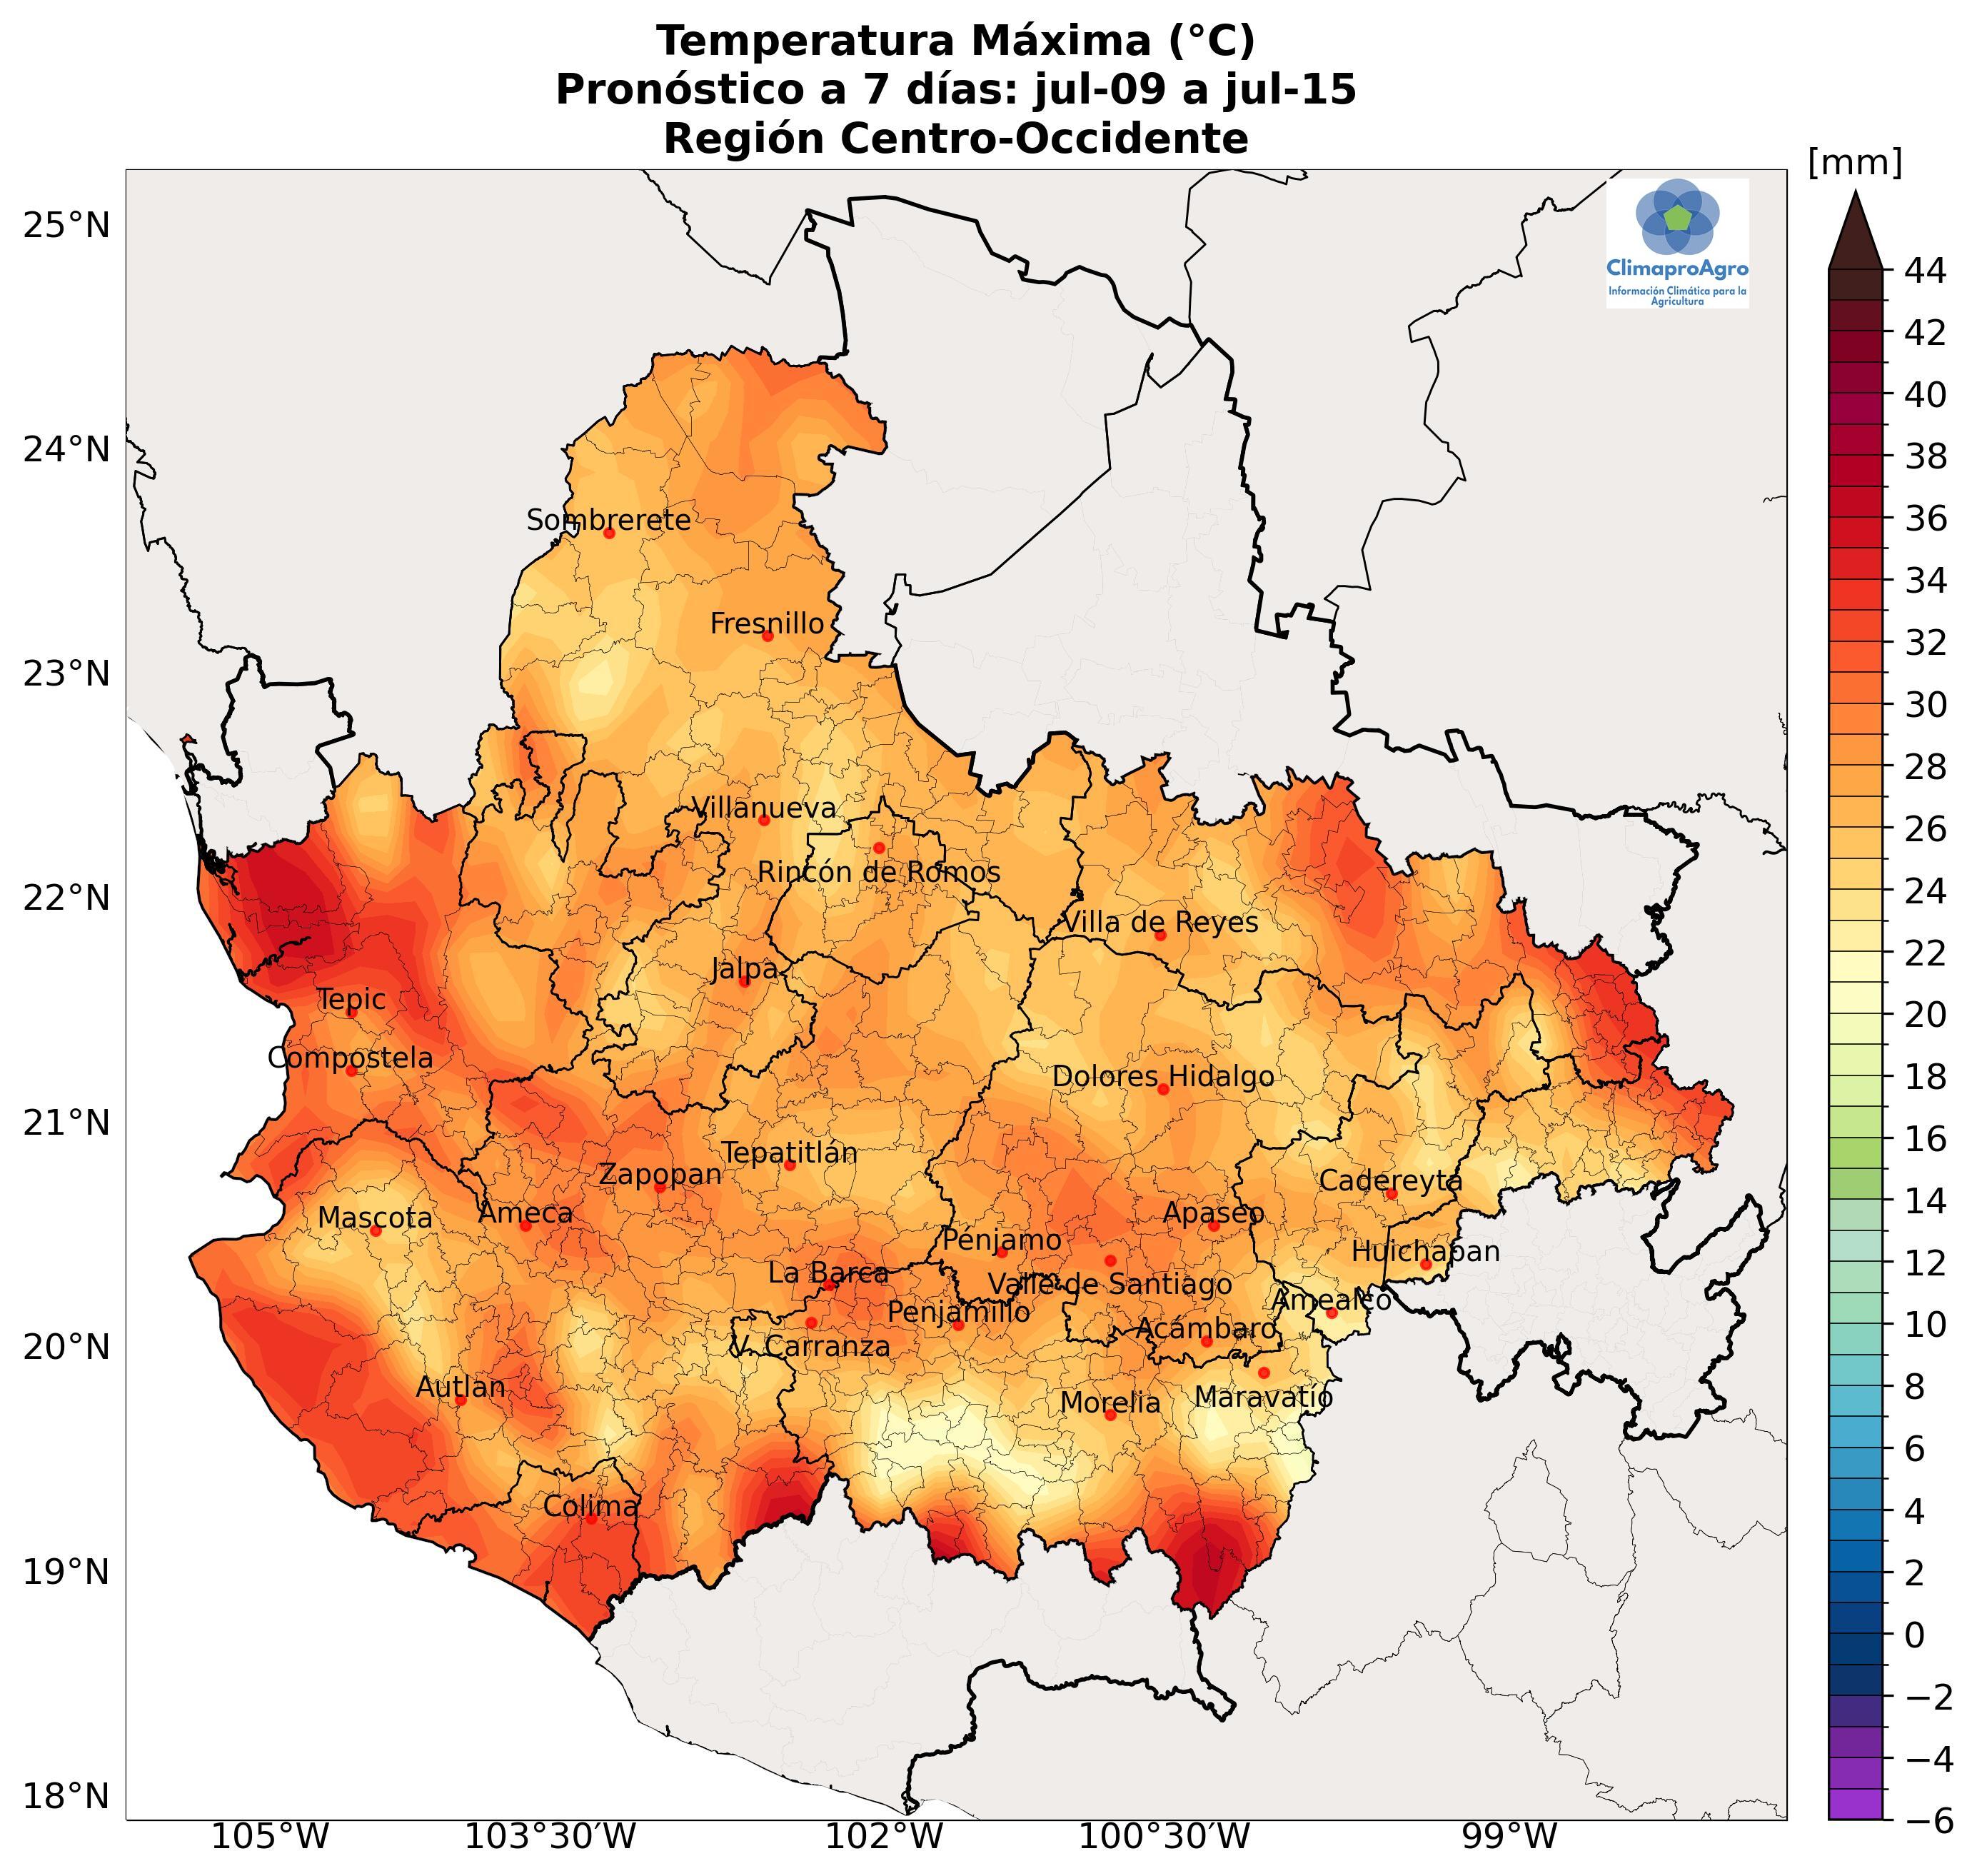 Temperatura Máxima (°C)
Pronóstico a 7 días: jul-09 a jul-15
Región Centro-Occidente
[mm]
ClimaproAgro
Información Climática para la
Agricultura
25°N
24°N
23°N
22°N
21°N
20°N
19°N
18°N
Sombrerete
Fresnillo
Villanueva
Rincón de Romos
Villa de Reyes
Jalpa
Tepic
Compostela
Dolores Hidalgo
Tepatitlán
Zapopan
Cadereyta
Mascota
Ameca
Apaseo
Pénjamo
Huichapan
La Barca
Valle de Santiago
Amealco
Penjamillo
Acámbaro
V. Carranza
Autlan
Maravatío
Morelia
Colima
105°W
103°30′W
102°W
100°30′W
99°W
44
42
40
38
36
34
32
30
28
26
24
22
20
18
16
14
12
10
8
6
4
2
0
−2
−4
−6